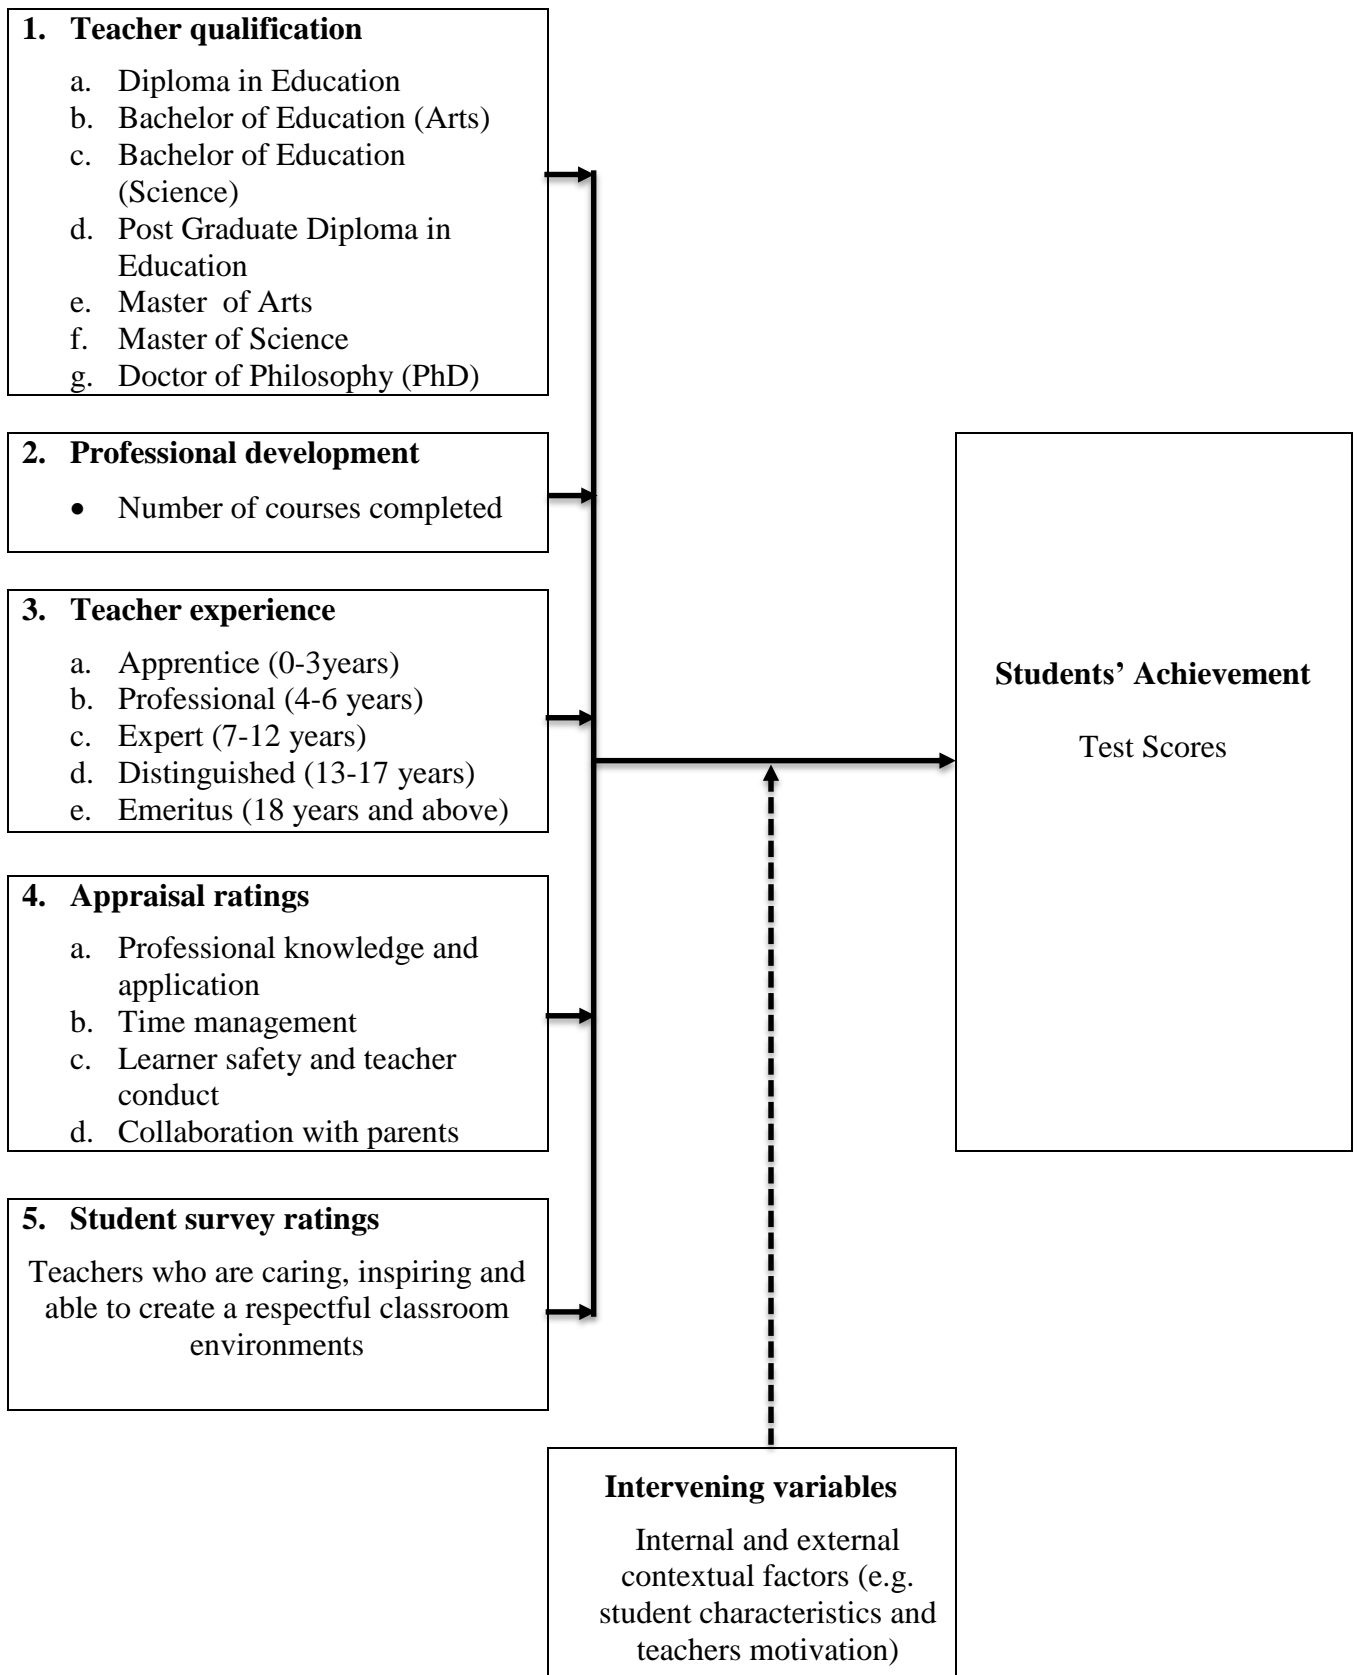 1. Teacher qualification
a. Diploma in Education
b. Bachelor of Education (Arts)
c. Bachelor of Education
(Science)
d. Post Graduate Diploma in
Education
e. Master of Arts
f. Master of Science
g. Doctor of Philosophy (PhD)
2. Professional development
• Number of courses completed
3. Teacher experience
a. Apprentice (0-3years)
b. Professional (4-6 years)
c. Expert (7-12 years)
d. Distinguished (13-17 years)
e. Emeritus (18 years and above)
4. Appraisal ratings
a. Professional knowledge and
application
b. Time management
c. Learner safety and teacher
conduct
d. Collaboration with parents
5. Student survey ratings
Teachers who are caring, inspiring and
able to create a respectful classroom
environments
Students’ Achievement
Test Scores
Intervening variables
Internal and external
contextual factors (e.g.
student characteristics and
teachers motivation)